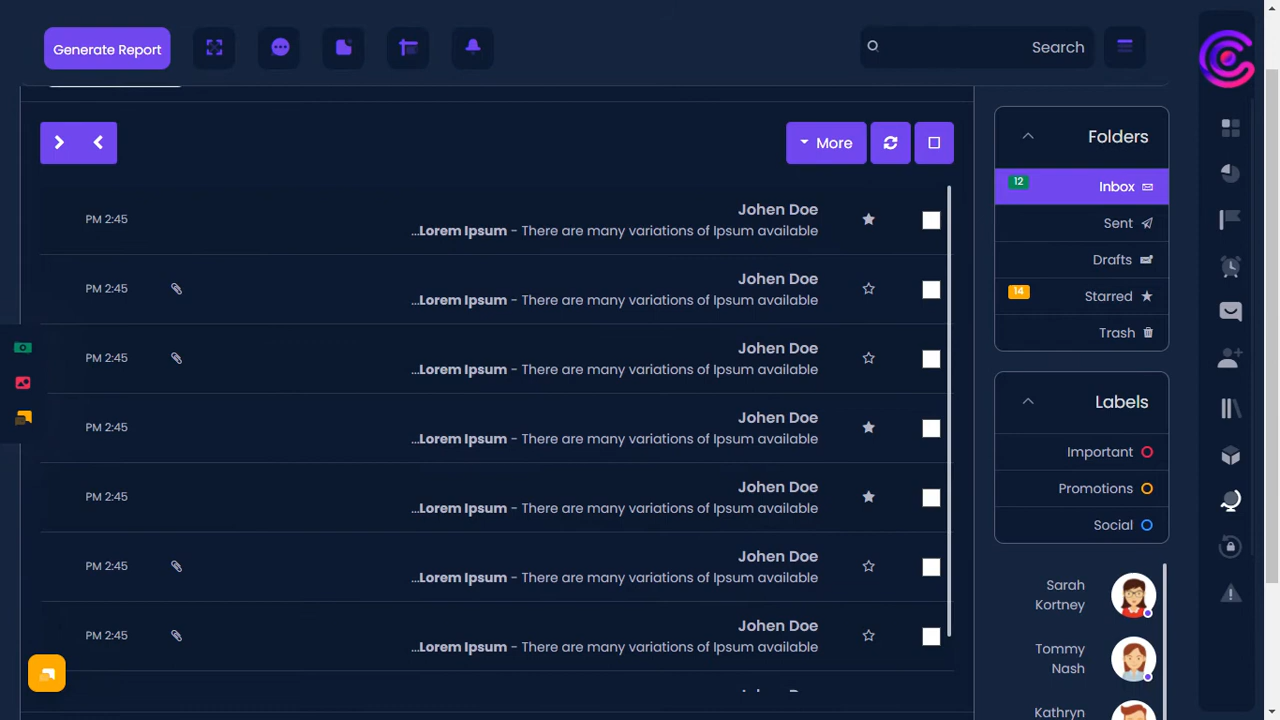 Generate Report
Search
More
Johen Doe
PM 2:45
...Lorem Ipsum - There are many variations of Ipsum available
Johen Doe
PM 2:45
...Lorem Ipsum - There are many variations of Ipsum available
Johen Doe
PM 2:45
...Lorem Ipsum - There are many variations of Ipsum available
Johen Doe
PM 2:45
...Lorem Ipsum - There are many variations of Ipsum available
Johen Doe
PM 2:45
...Lorem Ipsum - There are many variations of Ipsum available
Johen Doe
PM 2:45
...Lorem Ipsum - There are many variations of Ipsum available
Johen Doe
PM 2:45
...Lorem Ipsum - There are many variations of Ipsum available
Folders
12 Inbox
Sent
Drafts
14 Starred
Trash
Labels
Important
Promotions
Social
Sarah
Kortney
Tommy
Nash
Kathryn